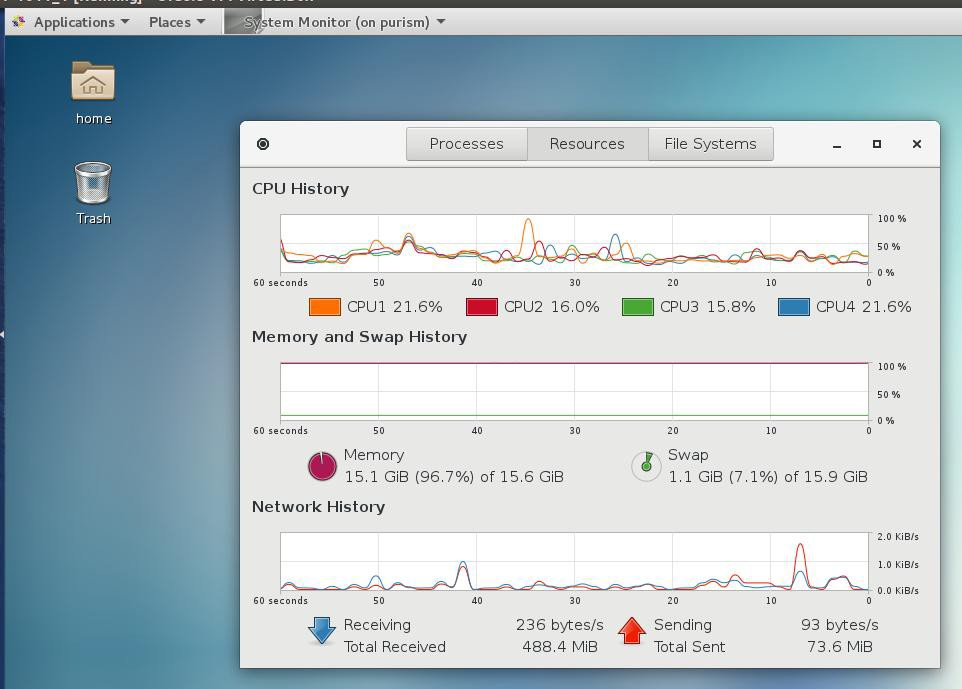 Applications Places System Monitor (on purism)
home
Trash
Processes Resources File Systems
CPU History
100 %
50 %
0 %
60 seconds 50 40 30 20 10 0
CPU1 21.6% CPU2 16.0% CPU3 15.8% CPU4 21.6%
Memory and Swap History
100 %
50 %
0 %
60 seconds 50 40 30 20 10 0
Memory Swap
15.1 GiB (96.7%) of 15.6 GiB 1.1 GiB (7.1%) of 15.9 GiB
Network History
2.0 KiB/s
1.0 KiB/s
0.0 KiB/s
60 seconds 50 40 30 20 10 0
Receiving 236 bytes/s Sending 93 bytes/s
Total Received 488.4 MiB Total Sent 73.6 MiB